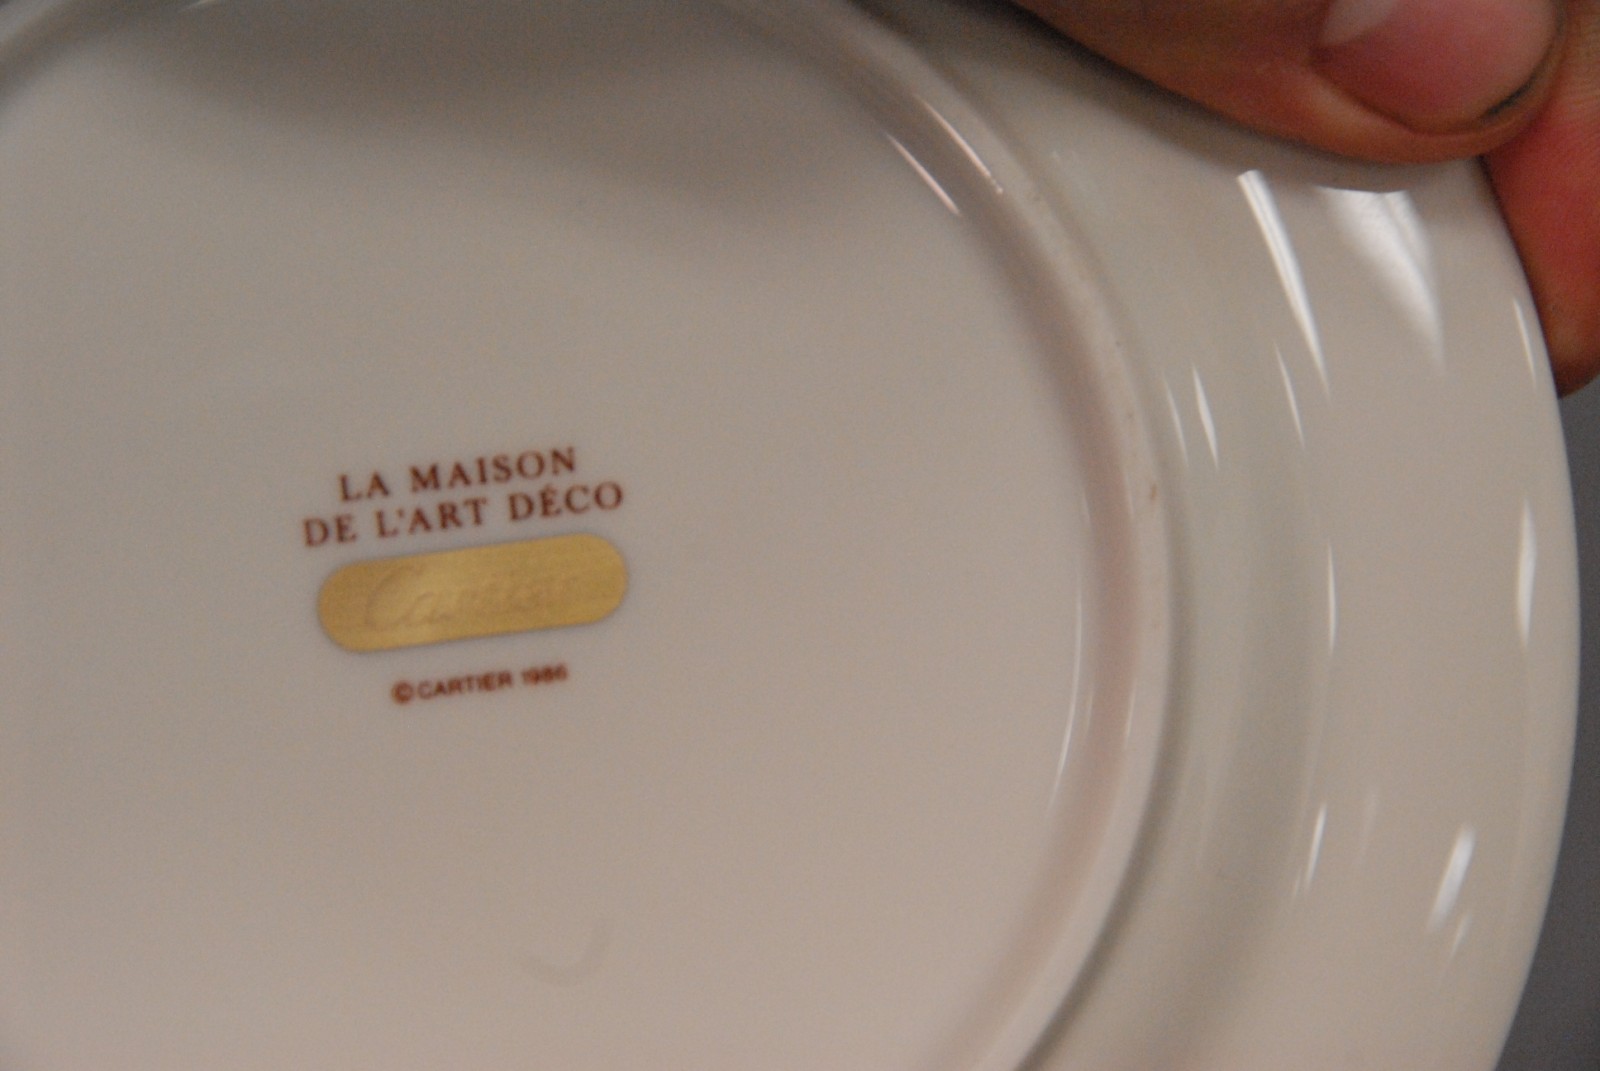 LA MAISON
DE L'ART DÉCO
Cartier
© CARTIER 1986